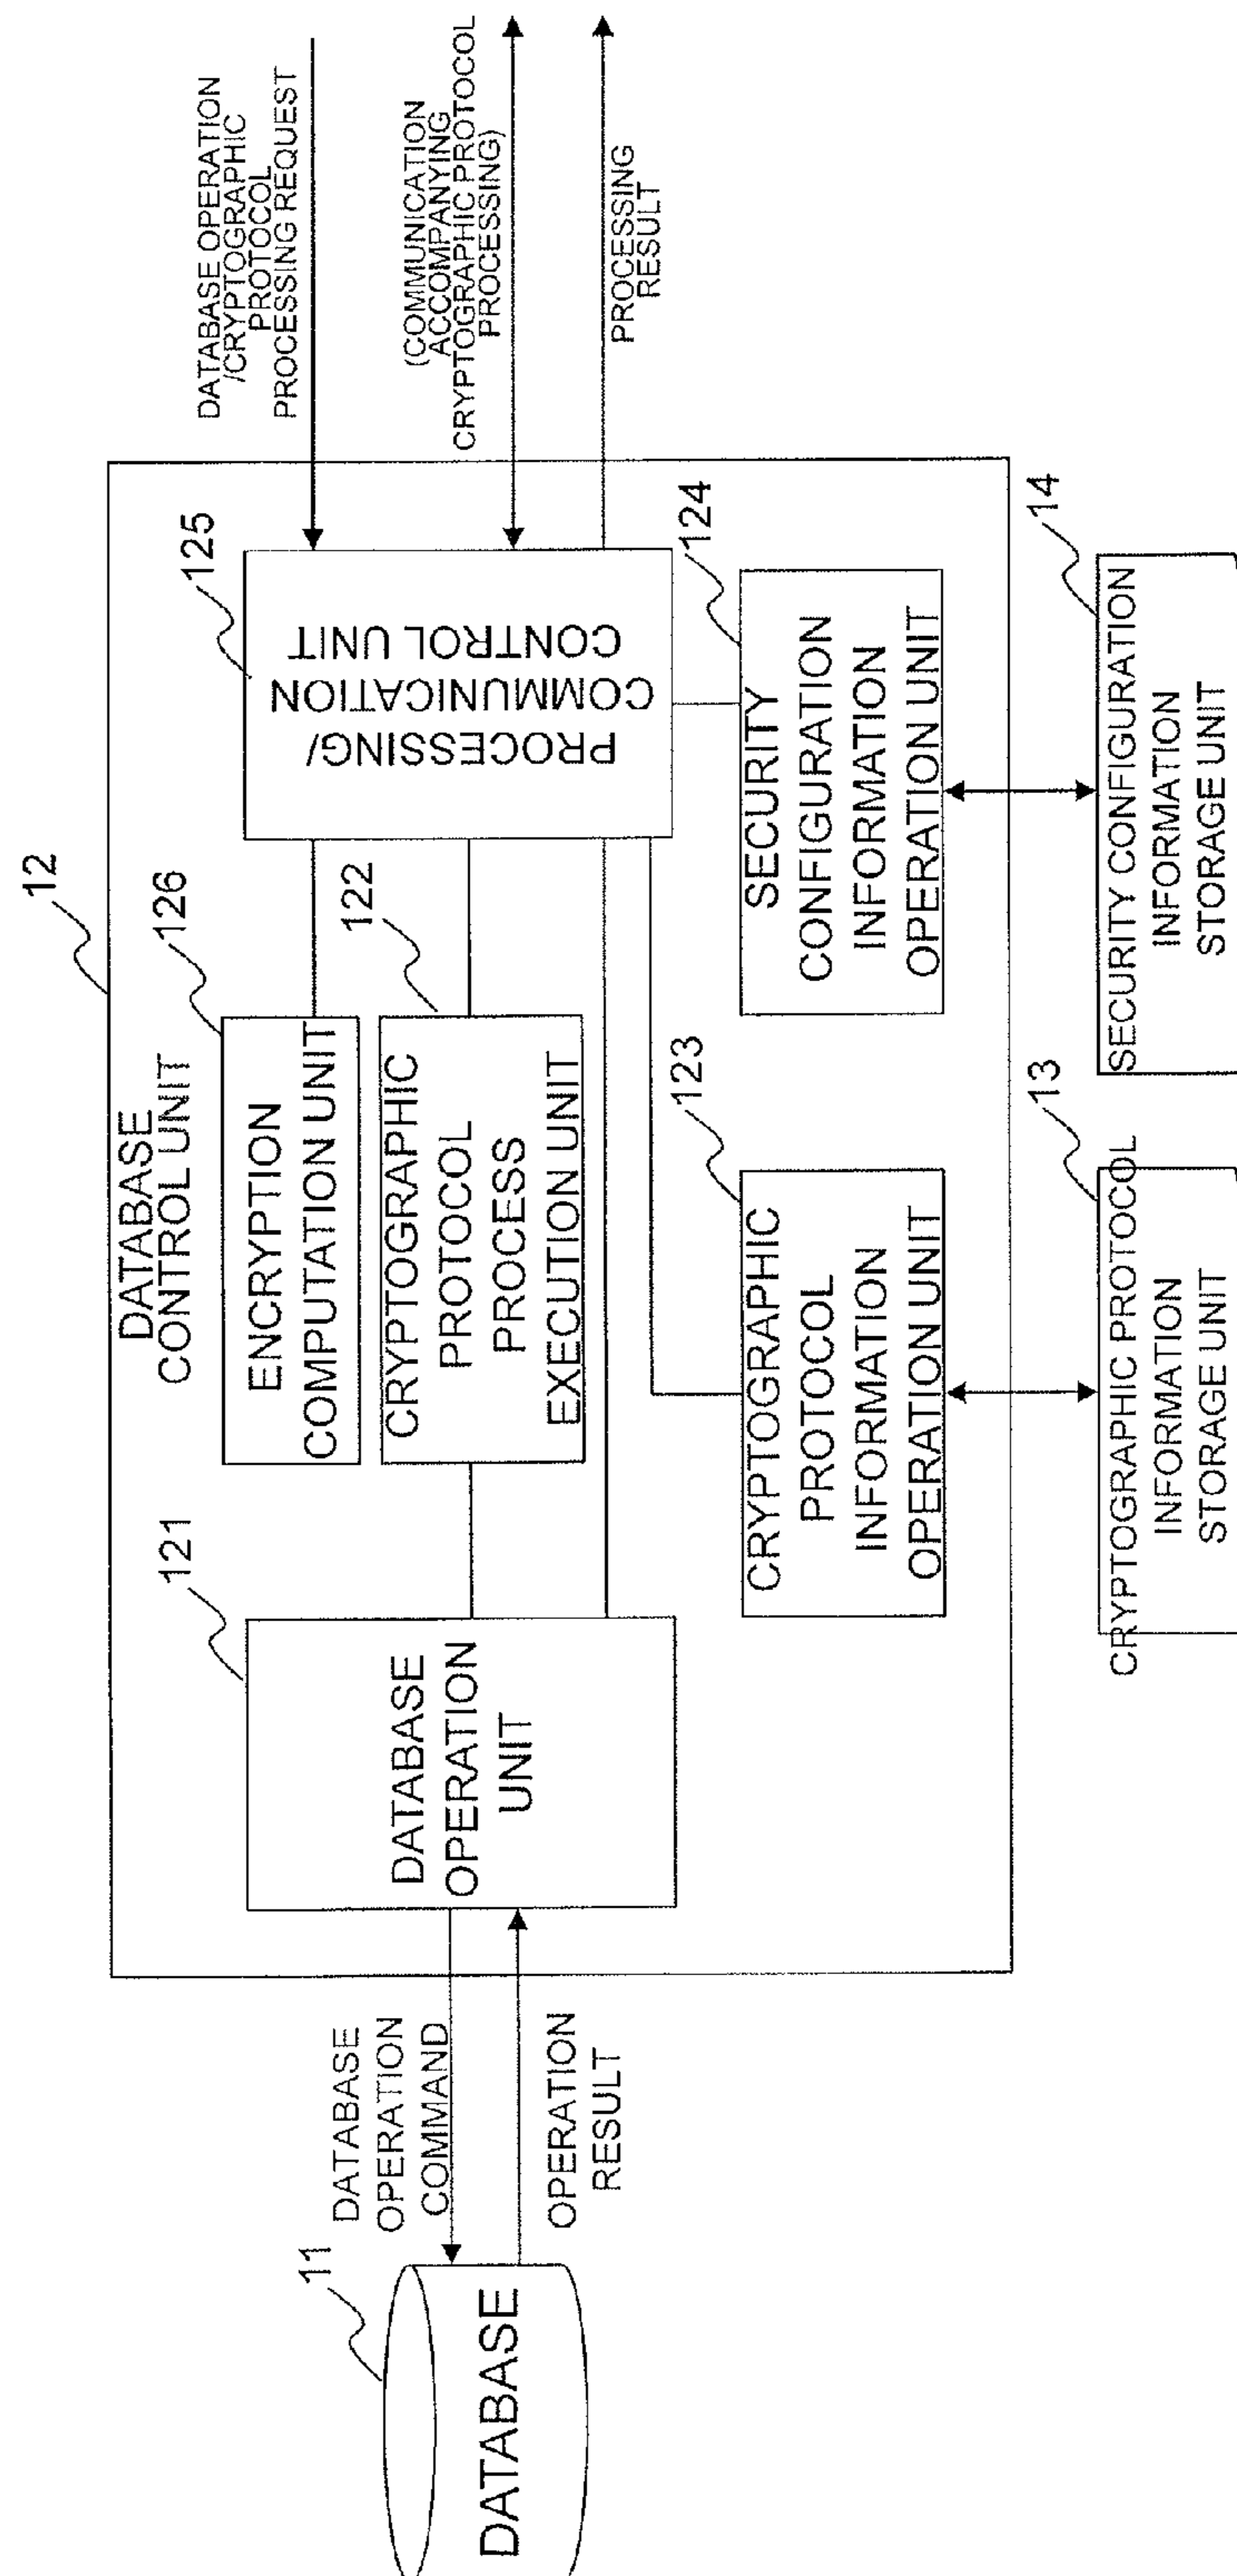 12
DATABASE
CONTROL UNIT
11
DATABASE
DATABASE
OPERATION
COMMAND
OPERATION
RESULT
121
DATABASE
OPERATION
UNIT
126
ENCRYPTION
COMPUTATION UNIT
122
CRYPTOGRAPHIC
PROTOCOL
PROCESS
EXECUTION UNIT
125
PROCESSING/
COMMUNICATION
CONTROL UNIT
DATABASE OPERATION
/CRYPTOGRAPHIC
PROTOCOL
PROCESSING REQUEST
(COMMUNICATION
ACCOMPANYING
CRYPTOGRAPHIC PROTOCOL
PROCESSING)
PROCESSING
RESULT
123
CRYPTOGRAPHIC
PROTOCOL
INFORMATION
OPERATION UNIT
124
SECURITY
CONFIGURATION
INFORMATION
OPERATION UNIT
13
CRYPTOGRAPHIC PROTOCOL
INFORMATION
STORAGE UNIT
14
SECURITY CONFIGURATION
INFORMATION
STORAGE UNIT